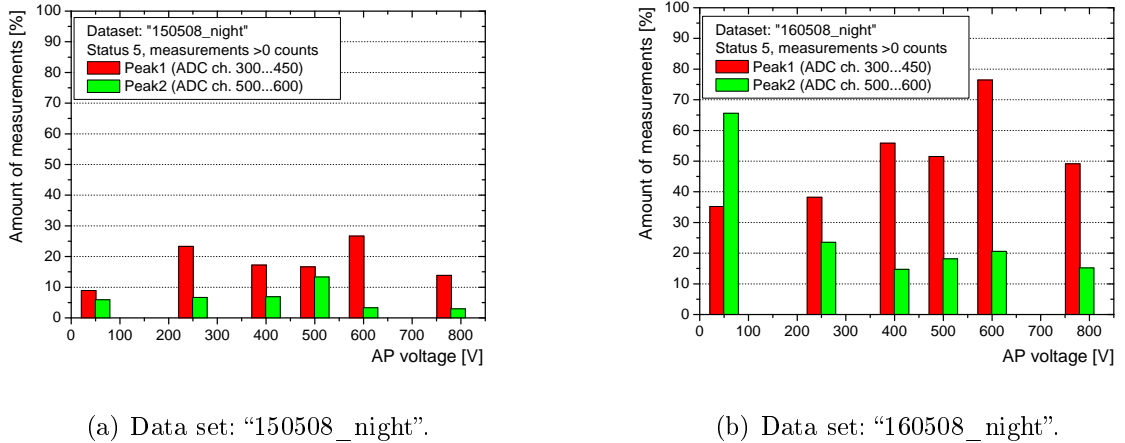 Dataset: "150508_night"
Status 5, measurements >0 counts
Peak1 (ADC ch. 300...450)
Peak2 (ADC ch. 500...600)
Amount of measurements [%]
100
90
80
70
60
50
40
30
20
10
0
0 100 200 300 400 500 600 700 800
AP voltage [V]
(a) Data set: “150508_night”.
Dataset: "160508_night"
Status 5, measurements >0 counts
Peak1 (ADC ch. 300...450)
Peak2 (ADC ch. 500...600)
Amount of measurements [%]
100
90
80
70
60
50
40
30
20
10
0
0 100 200 300 400 500 600 700 800
AP voltage [V]
(b) Data set: “160508_night”.